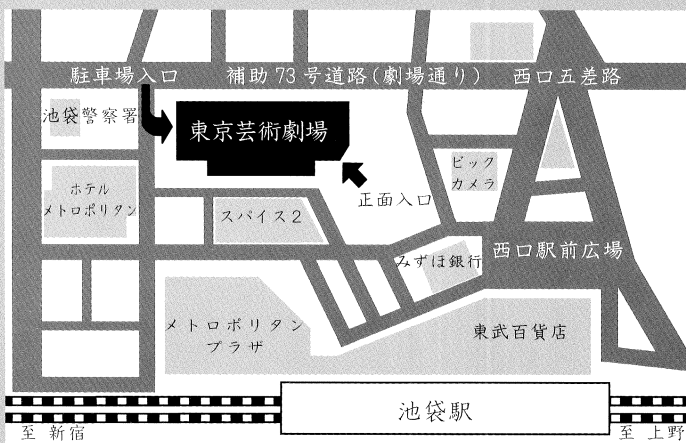 駐車場入口
補助73号道路(劇場通り)
西口五差路
池袋警察署
東京芸術劇場
ビック
カメラ
正面入口
ホテル
メトロポリタン
スパイス2
西口駅前広場
みずほ銀行
メトロポリタン
プラザ
東武百貨店
池袋駅
至 新宿
至 上野